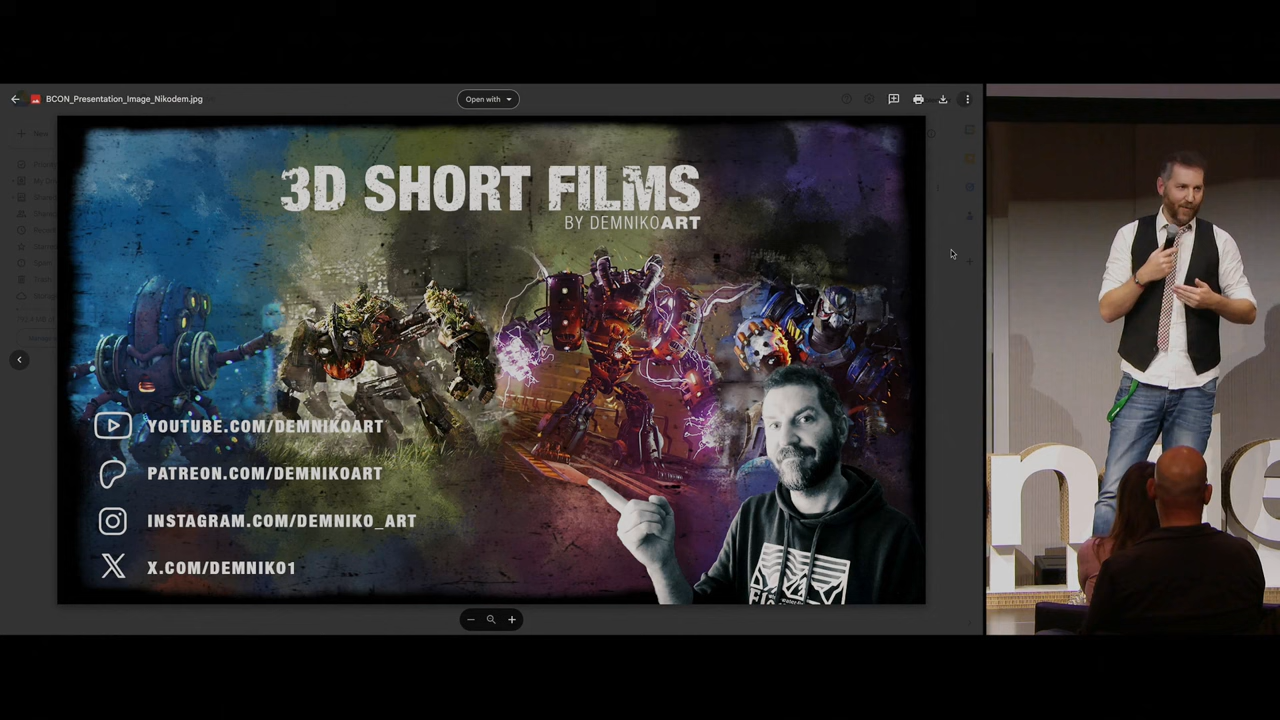 BCON_Presentation_Image_Nikodem.jpg
Open with
3D SHORT FILMS
BY DEMNIKOART
YOUTUBE.COM/DEMNIKOART
PATREON.COM/DEMNIKOART
INSTAGRAM.COM/DEMNIKO_ART
X.COM/DEMNIKO1